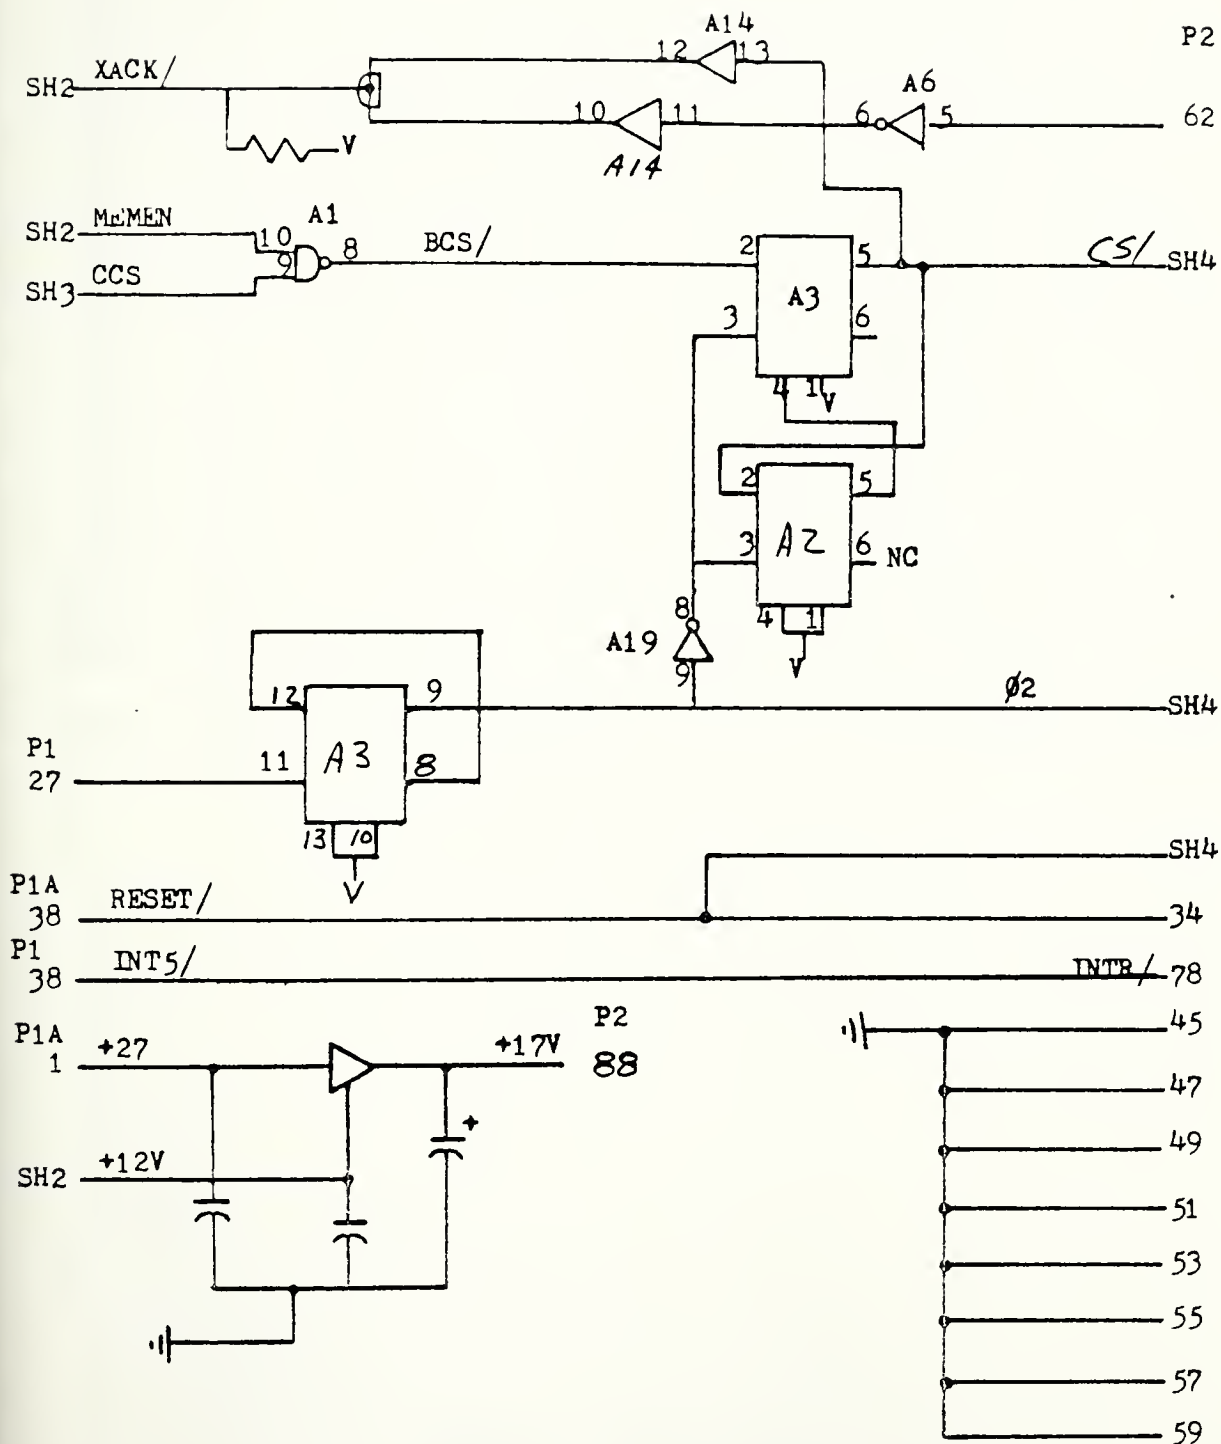 A14
P2
12 13
XACK/
SH2
A6
10 11 6 5 62
V
A14
MEMEN
SH2
A1
10
9
8
BCS/
2
5
CS/
SH4
CCS
SH3
A3
3
6
4 1
V
2
5
A2
3
6 NC
8
4 1
A19
9
V
12
9
Ø2
SH4
P1
27
11
A3
8
13 10
V
SH4
P1A
38
RESET/
34
P1
38
INT5/
INTR/
78
P1A
1
+27
+17V
P2
88
45
47
+
SH2
+12V
49
51
53
55
57
59